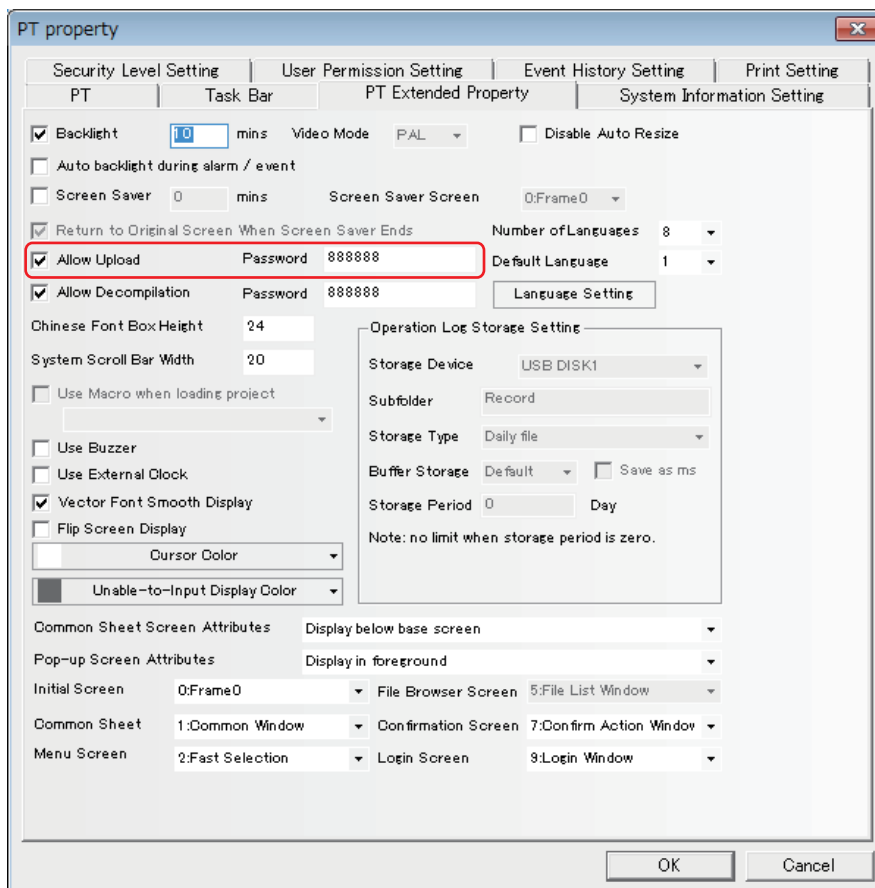 PT property
Security Level Setting User Permission Setting Event History Setting Print Setting
PT Task Bar PT Extended Property System Information Setting
Backlight 10 mins Video Mode PAL Disable Auto Resize
Auto backlight during alarm / event
Screen Saver 0 mins Screen Saver Screen 0:Frame0
Return to Original Screen When Screen Saver Ends Number of Languages 8
Allow Upload Password 888888 Default Language 1
Allow Decompilation Password 888888 Language Setting
Chinese Font Box Height 24 Operation Log Storage Setting
System Scroll Bar Width 20 Storage Device USB DISK1
Use Macro when loading project Subfolder Record
Storage Type Daily file
Use Buzzer
Use External Clock Buffer Storage Default Save as ms
Vector Font Smooth Display Storage Period 0 Day
Flip Screen Display Note: no limit when storage period is zero.
Cursor Color
Unable-to-Input Display Color
Common Sheet Screen Attributes Display below base screen
Pop-up Screen Attributes Display in foreground
Initial Screen 0:Frame0 File Browser Screen 5:File List Window
Common Sheet 1:Common Window Confirmation Screen 7:Confirm Action Window
Menu Screen 2:Fast Selection Login Screen 9:Login Window
OK Cancel